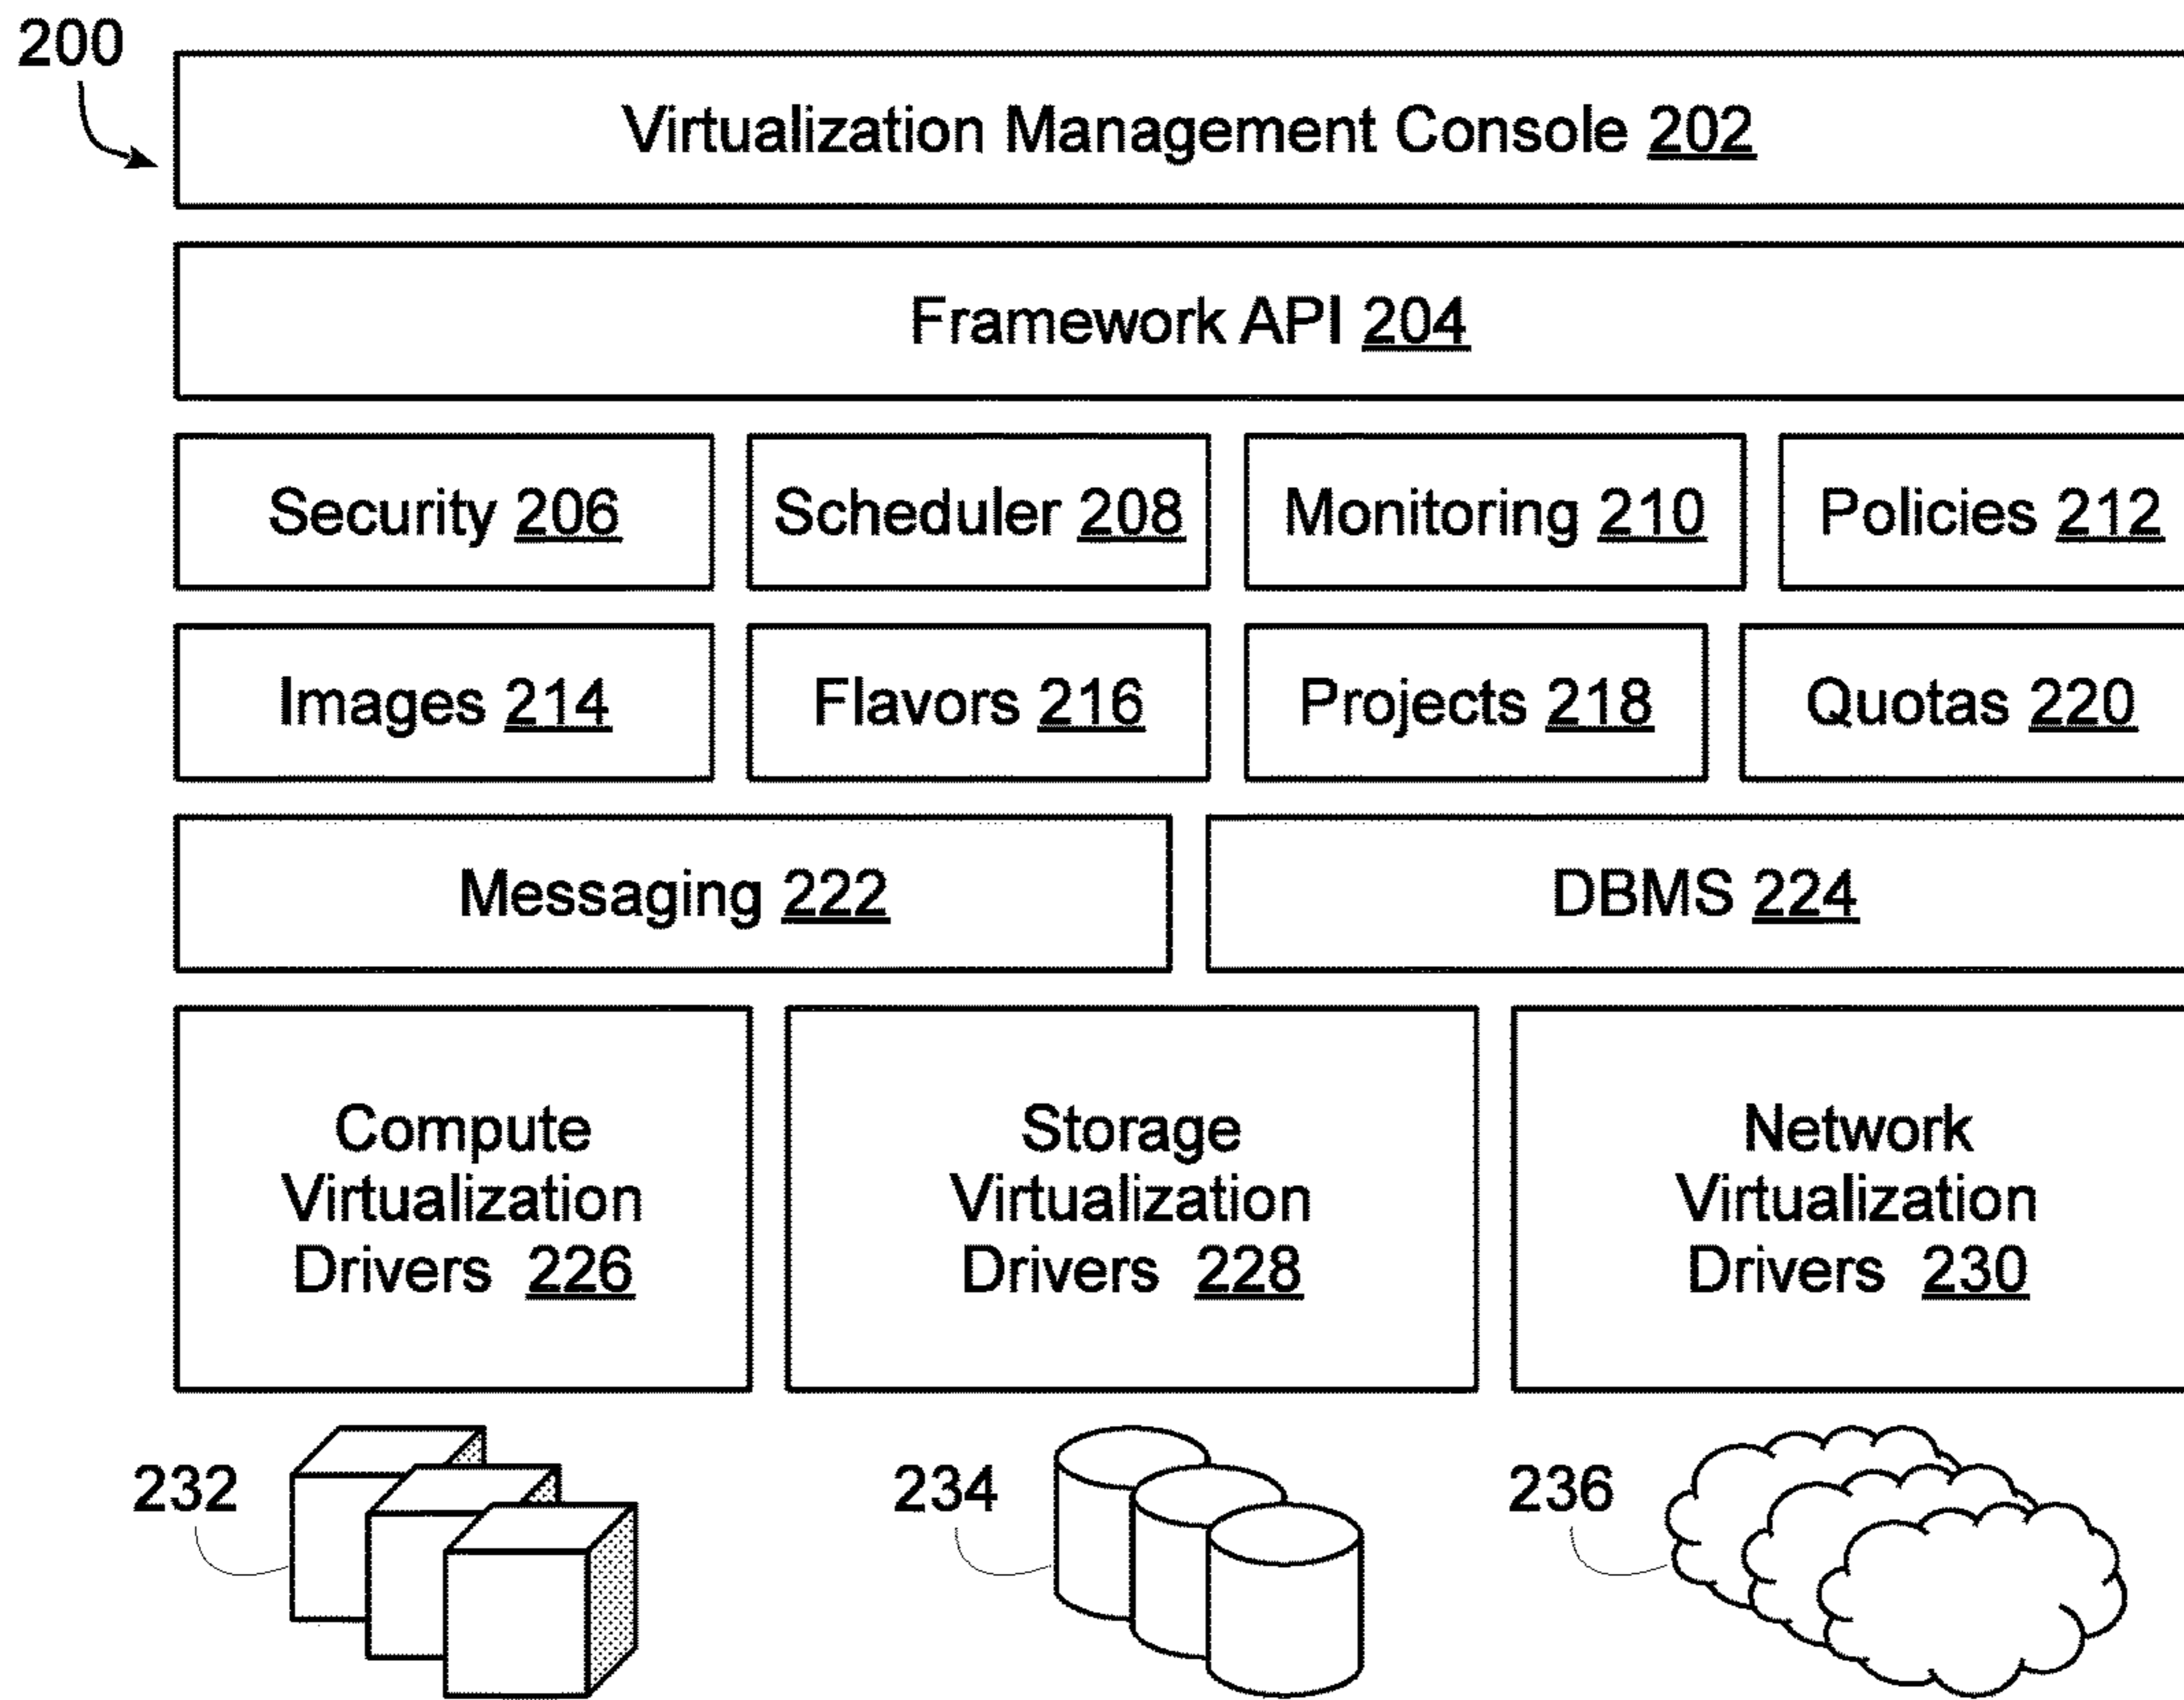 200
Virtualization Management Console 202
Framework API 204
Security 206
Scheduler 208
Monitoring 210
Policies 212
Images 214
Flavors 216
Projects 218
Quotas 220
Messaging 222
DBMS 224
Compute
Virtualization
Drivers 226
Storage
Virtualization
Drivers 228
Network
Virtualization
Drivers 230
232
234
236